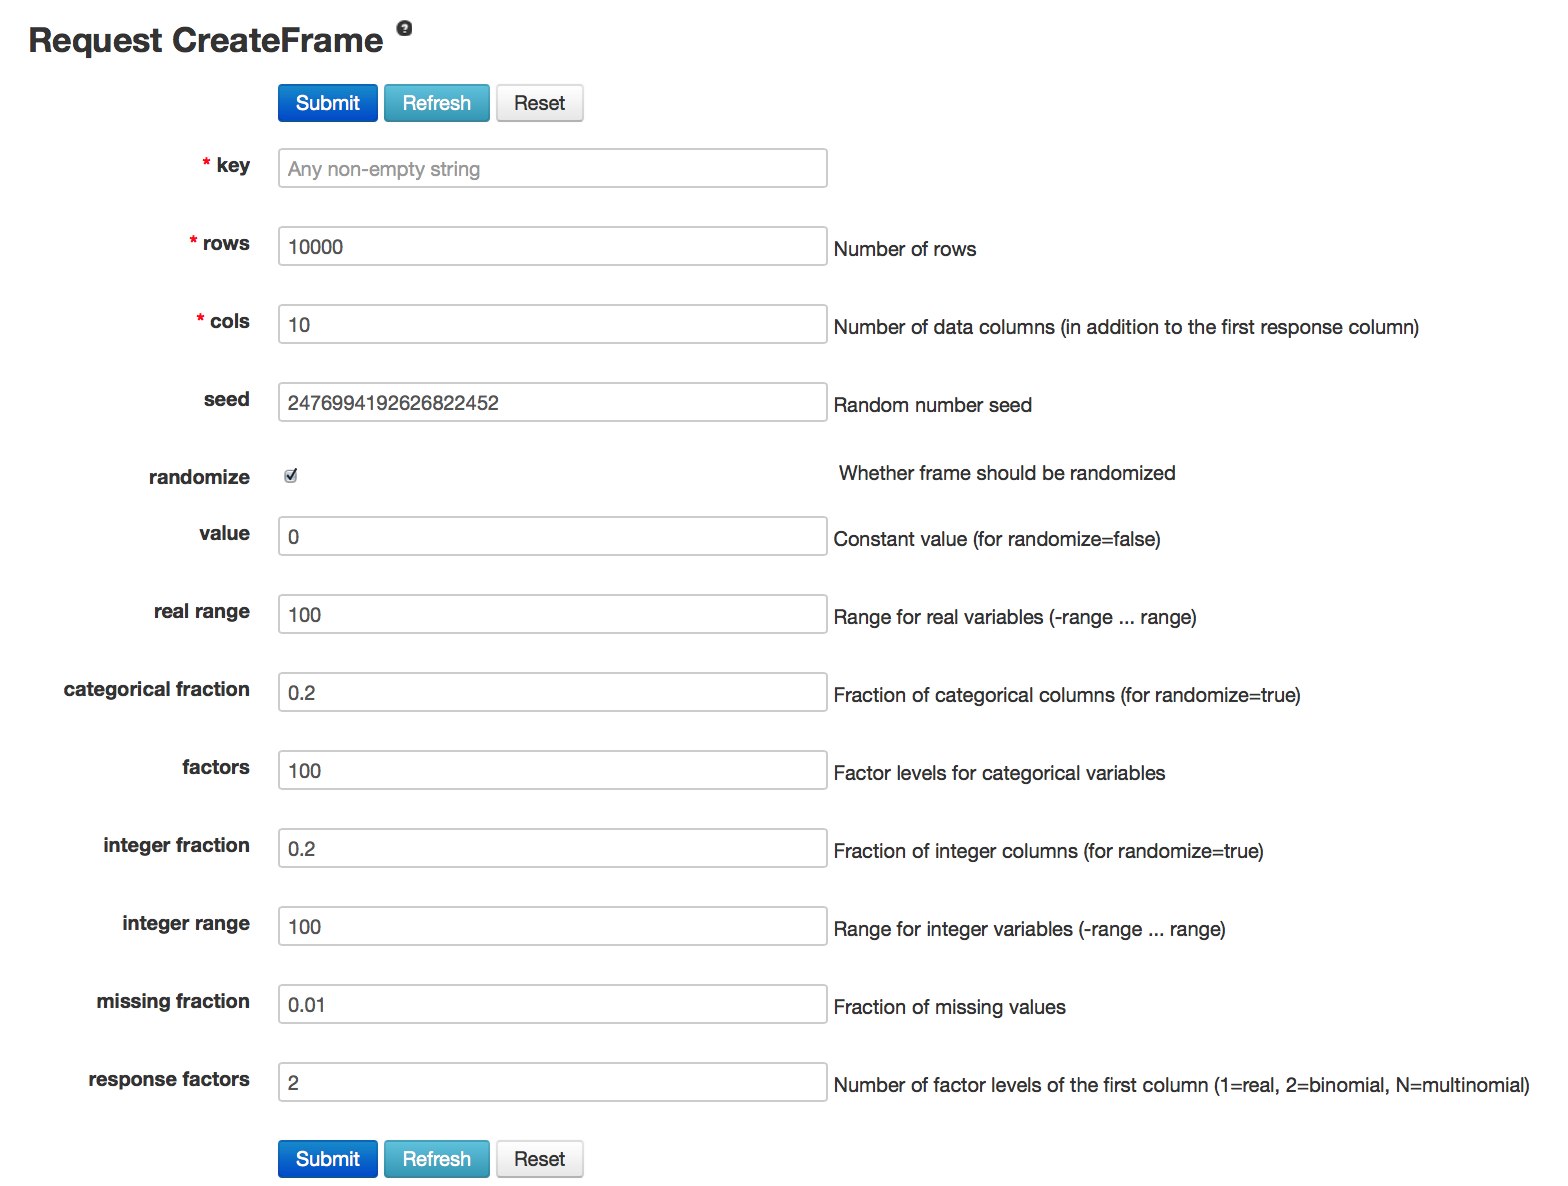 Request CreateFrame ?
Submit Refresh Reset
* key Any non-empty string
* rows 10000 Number of rows
* cols 10 Number of data columns (in addition to the first response column)
seed 2476994192626822452 Random number seed
randomize Whether frame should be randomized
value 0 Constant value (for randomize=false)
real range 100 Range for real variables (-range ... range)
categorical fraction 0.2 Fraction of categorical columns (for randomize=true)
factors 100 Factor levels for categorical variables
integer fraction 0.2 Fraction of integer columns (for randomize=true)
integer range 100 Range for integer variables (-range ... range)
missing fraction 0.01 Fraction of missing values
response factors 2 Number of factor levels of the first column (1=real, 2=binomial, N=multinomial)
Submit Refresh Reset